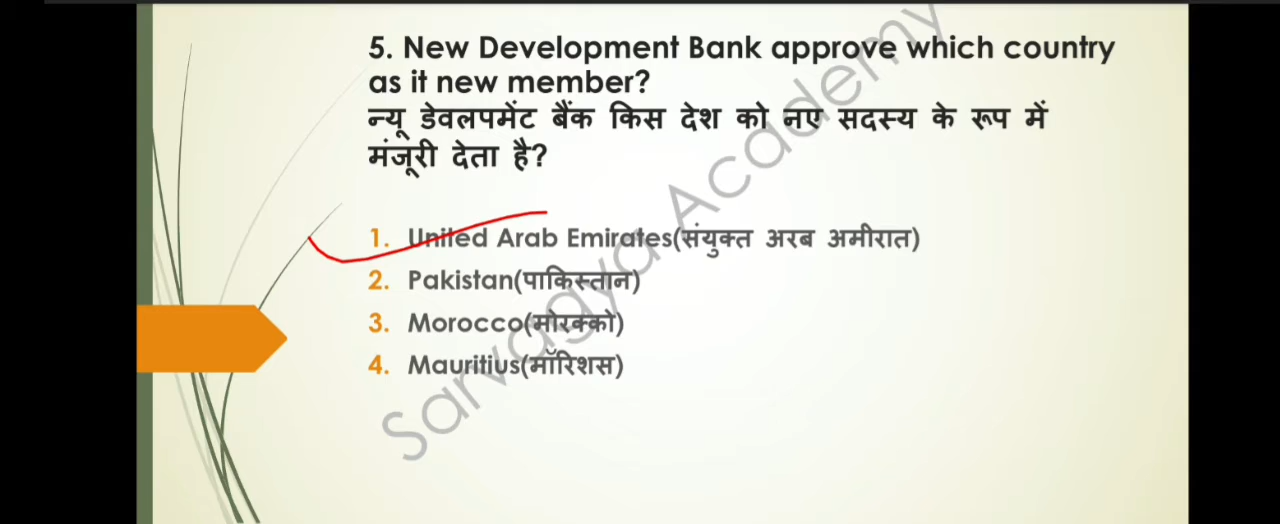 5. New Development Bank approve which country
as it new member?
न्यू डेवलपमेंट बैंक किस देश को नए सदस्य के रूप में
मंजूरी देता है?
1. United Arab Emirates(संयुक्त अरब अमीरात)
2. Pakistan(पाकिस्तान)
3. Morocco(मोरक्को)
4. Mauritius(मॉरिशस)
Sarvagya Academy